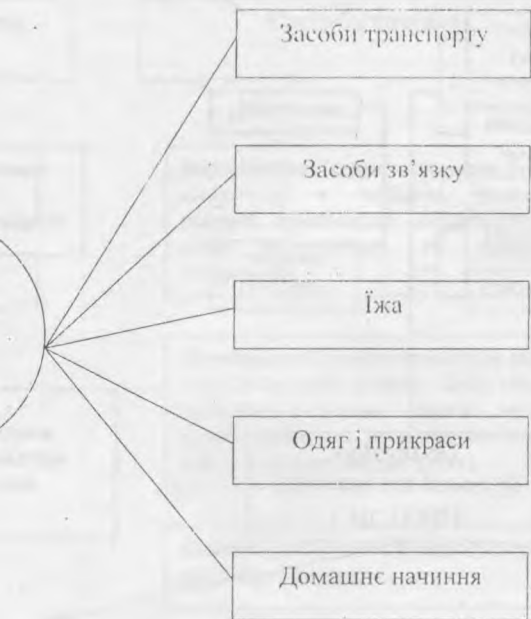 Засоби транспорту
Засоби зв'язку
Їжа
Одяг і прикраси
Домашнє начиння